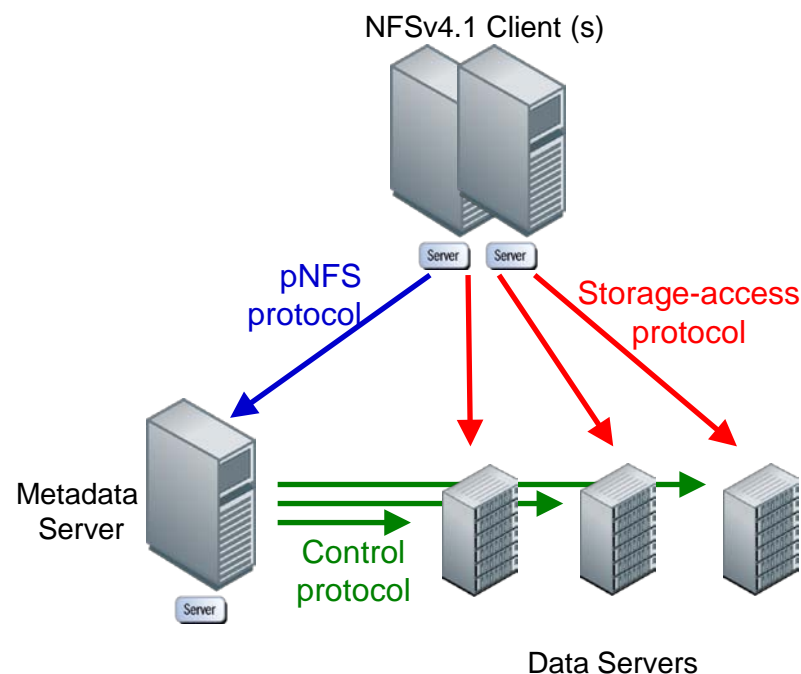 NFSv4.1 Client (s)
Server
Server
pNFS
protocol
Storage-access
protocol
Metadata
Server
Control
protocol
Server
Data Servers